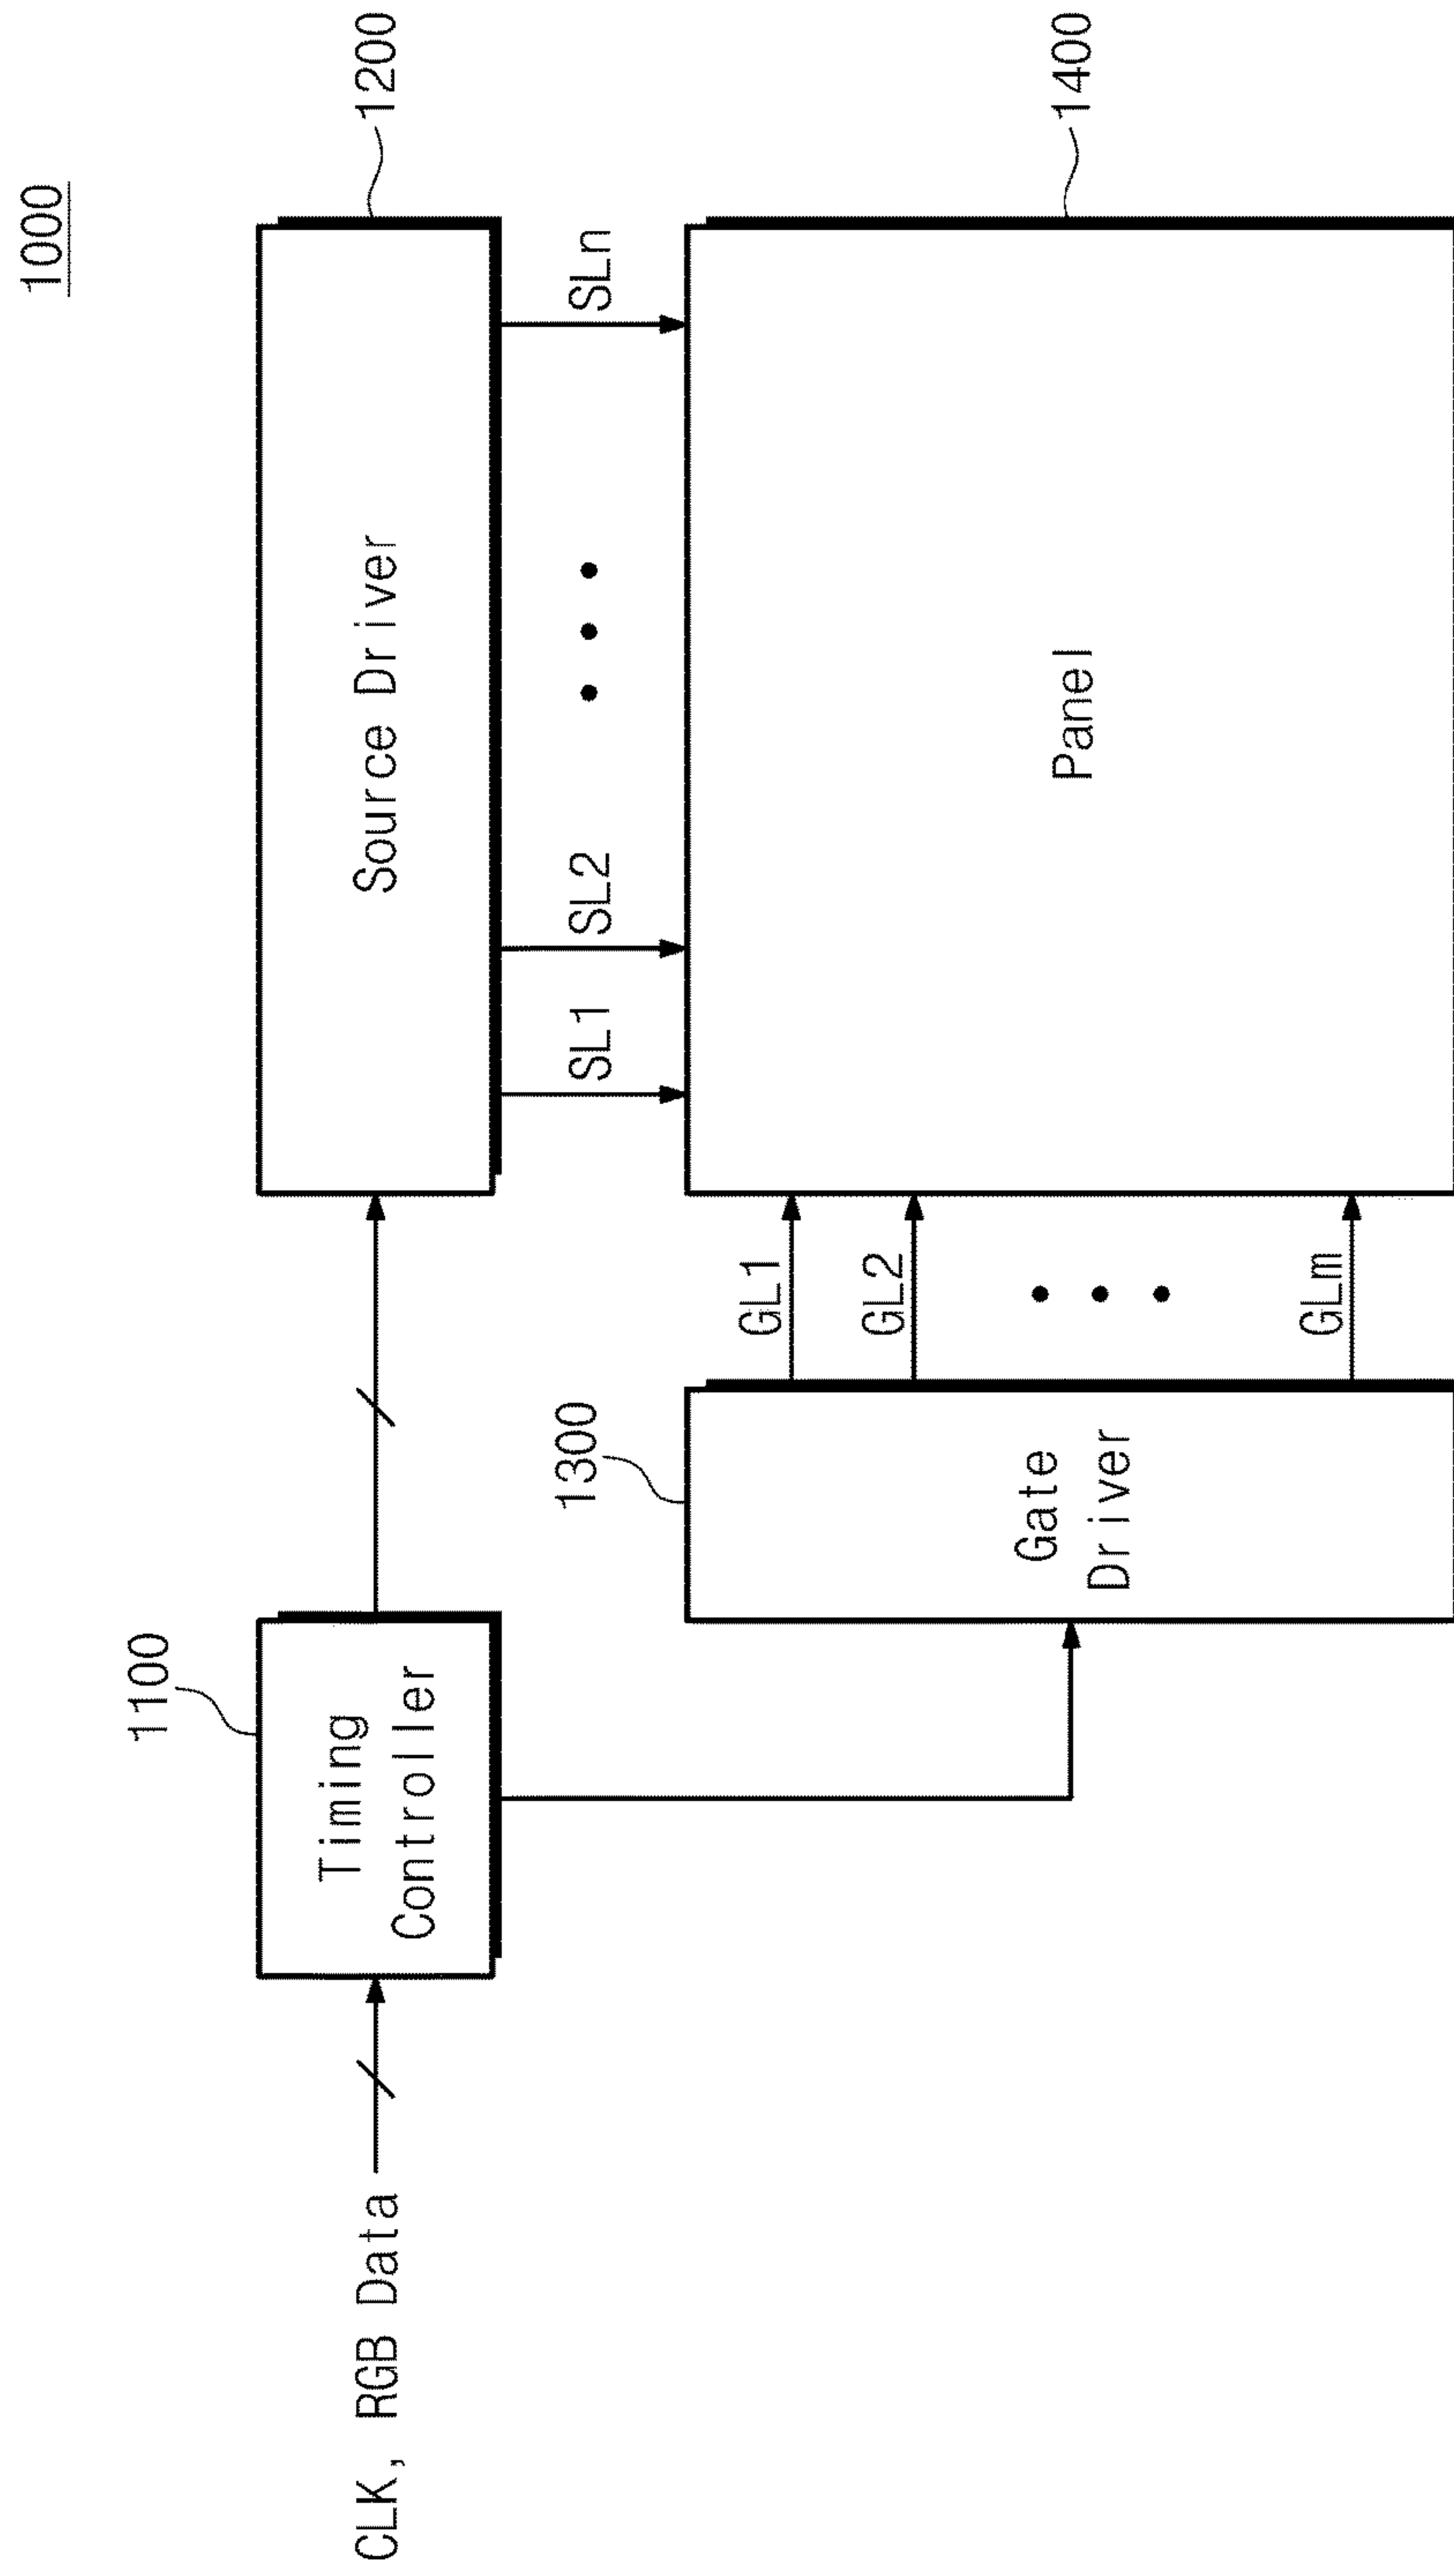 1000
1100
1200
Timing
Controller
Source Driver
CLK, RGB Data
SL1
SL2
SLn
1300
GL1
GL2
GLm
Gate
Driver
Panel
1400